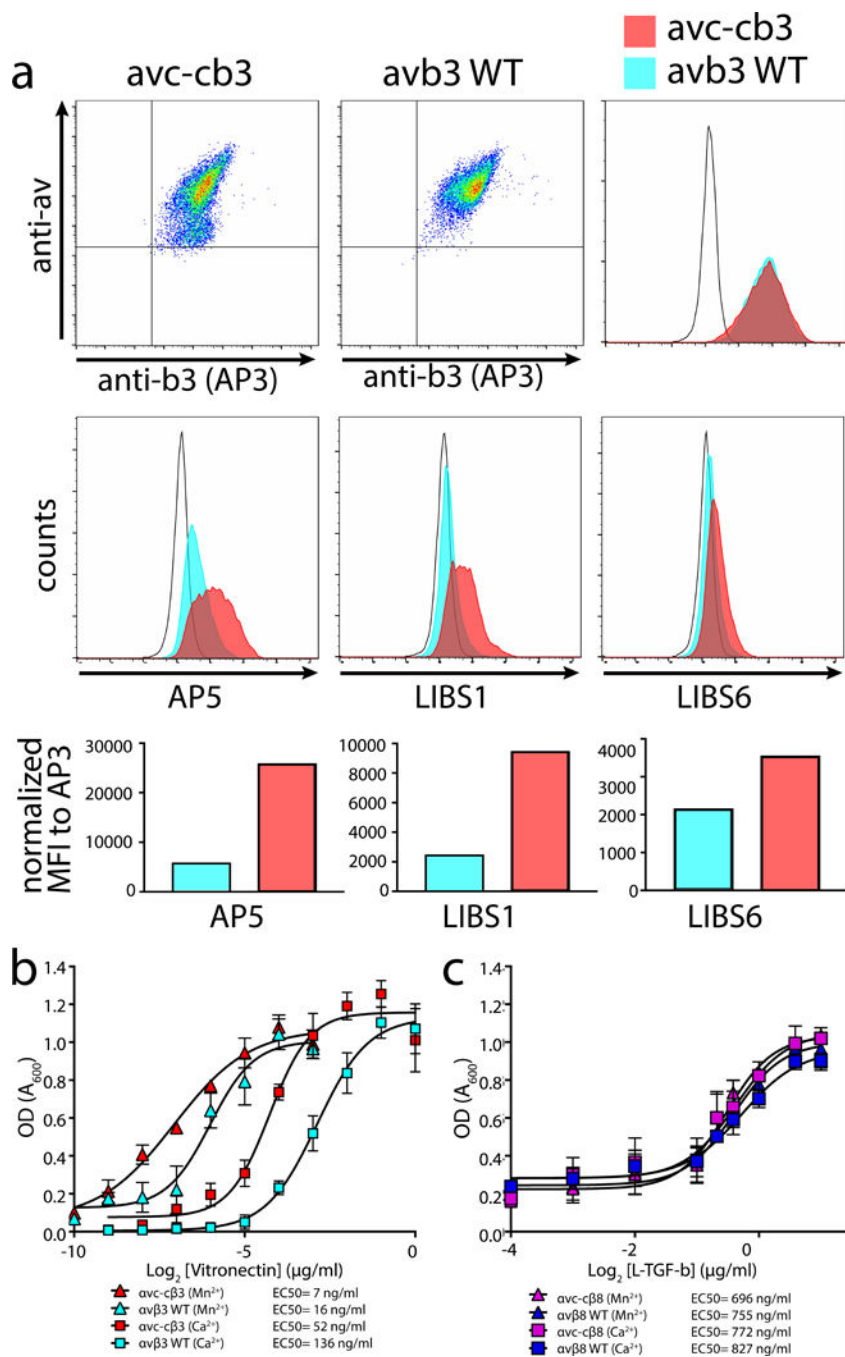 avc-cb3
avb3 WT
a
avc-cb3
avb3 WT
anti-av
anti-b3 (AP3)
anti-b3 (AP3)
counts
AP5
LIBS1
LIBS6
normalized
MFI to AP3
30000
20000
10000
0
AP5
10000
8000
6000
4000
2000
0
LIBS1
4000
3000
2000
1000
0
LIBS6
b
OD (A600)
1.4
1.2
1.0
0.8
0.6
0.4
0.2
0.0
-10
-5
0
Log2 [Vitronectin] (μg/ml)
αvc-cβ3 (Mn²⁺) EC50= 7 ng/ml
αvβ3 WT (Mn²⁺) EC50= 16 ng/ml
αvc-cβ3 (Ca²⁺) EC50= 52 ng/ml
αvβ3 WT (Ca²⁺) EC50= 136 ng/ml
c
OD (A600)
1.4
1.2
1.0
0.8
0.6
0.4
0.2
0.0
-4
-2
0
Log2 [L-TGF-b] (μg/ml)
αvc-cβ8 (Mn²⁺) EC50= 696 ng/ml
αvβ8 WT (Mn²⁺) EC50= 755 ng/ml
αvc-cβ8 (Ca²⁺) EC50= 772 ng/ml
αvβ8 WT (Ca²⁺) EC50= 827 ng/ml